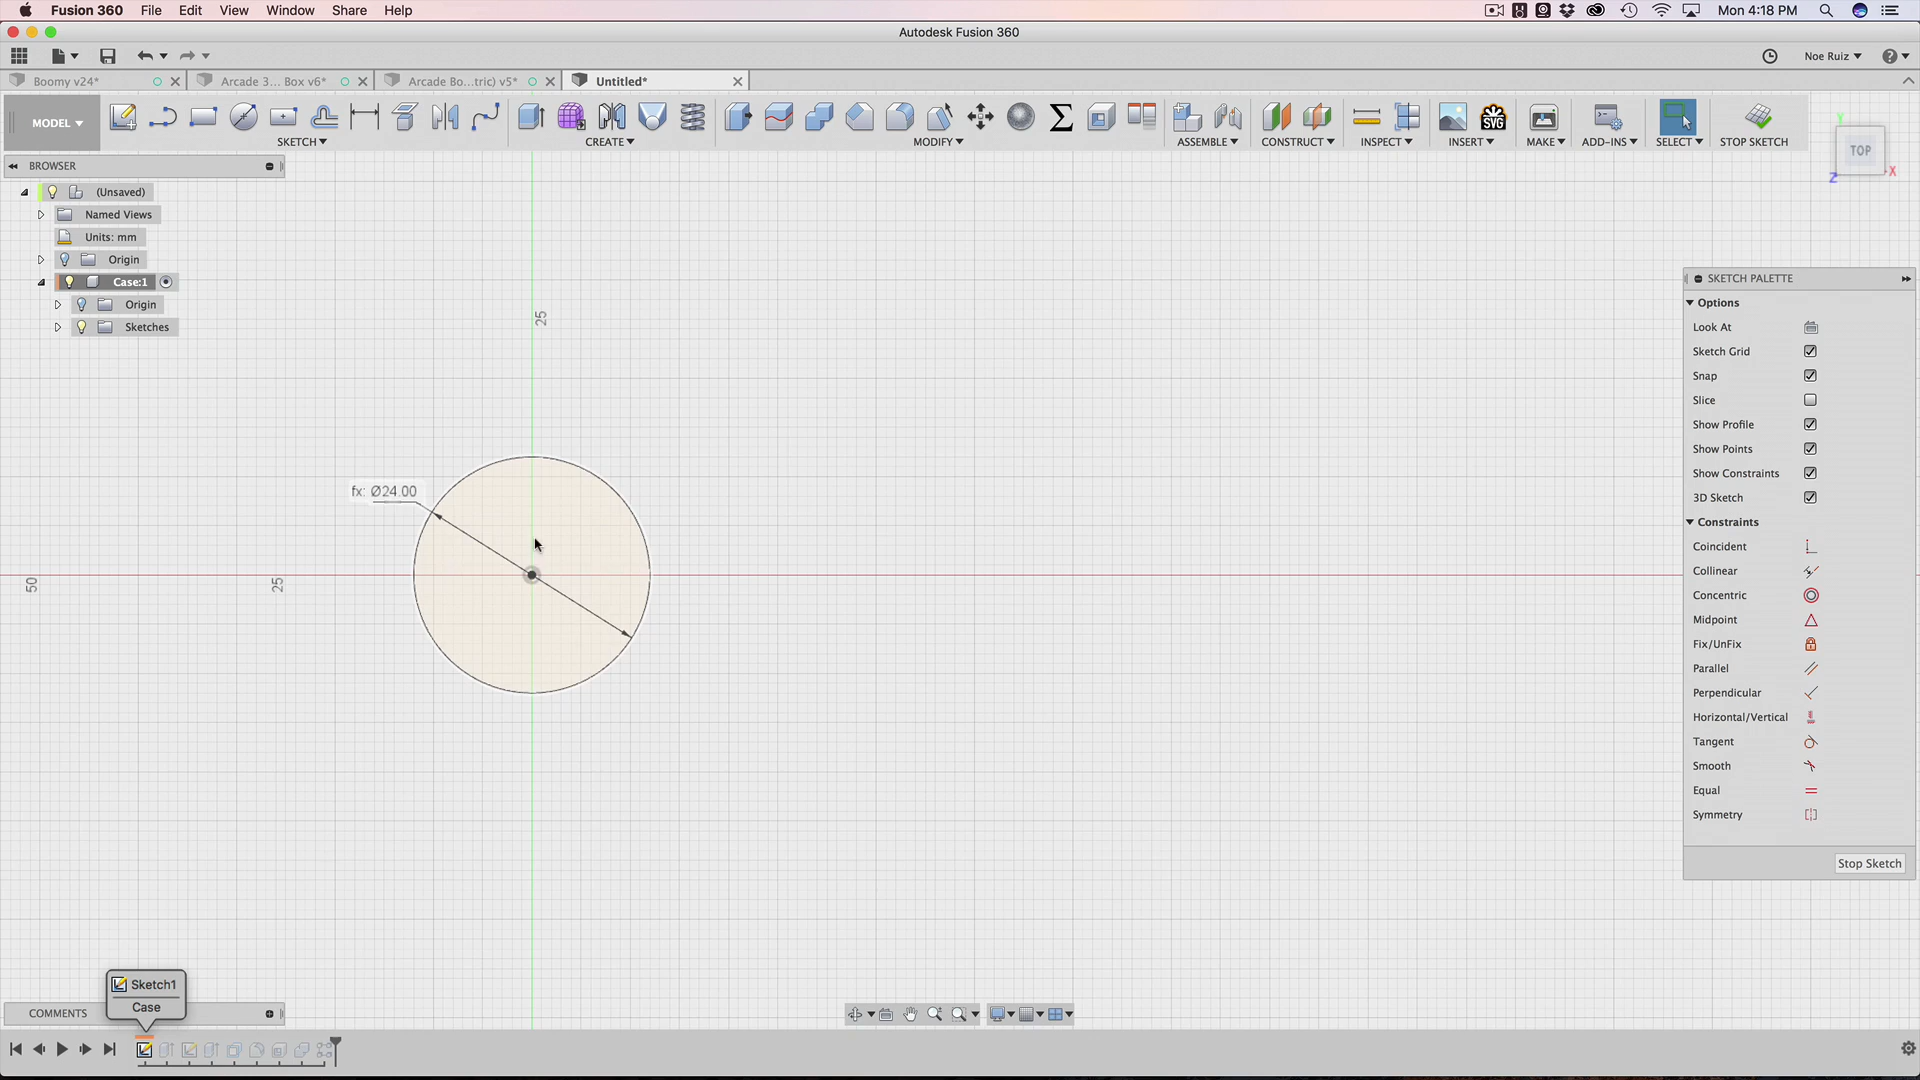 Fusion 360 File Edit View Window Share Help
Mon 4:18 PM
Autodesk Fusion 360
Noe Ruiz
Boomy v24*
Arcade 3... Box v6*
Arcade Bo...tric) v5*
Untitled*
MODEL
SKETCH
CREATE
MODIFY
ASSEMBLE
CONSTRUCT
INSPECT
INSERT
SVG
MAKE
ADD-INS
SELECT
STOP SKETCH
TOP
Y
X
Z
BROWSER
(Unsaved)
Named Views
Units: mm
Origin
Case:1
Origin
Sketches
25
fx: Ø24.00
50
25
SKETCH PALETTE
Options
Look At
Sketch Grid
Snap
Slice
Show Profile
Show Points
Show Constraints
3D Sketch
Constraints
Coincident
Collinear
Concentric
Midpoint
Fix/UnFix
Parallel
Perpendicular
Horizontal/Vertical
Tangent
Smooth
Equal
Symmetry
Stop Sketch
Sketch1
Case
COMMENTS